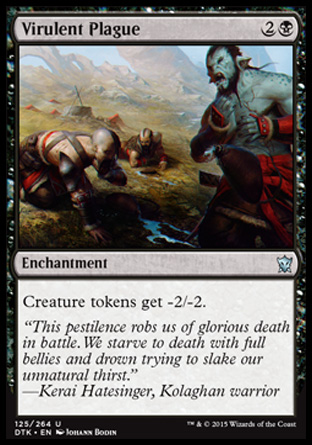 Virulent Plague 2
Enchantment
Creature tokens get -2/-2.
"This pestilence robs us of glorious death
in battle. We starve to death with full
bellies and drown trying to slake our
unnatural thirst."
—Kerai Hatesinger, Kolaghan warrior
125/264 U
DTK • EN Johann Bodin ™ & © 2015 Wizards of the Coast